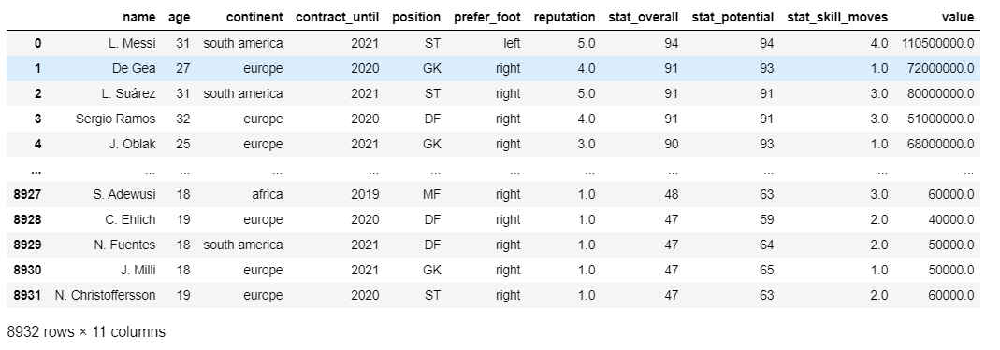 name age continent contract_until position prefer_foot reputation stat_overall stat_potential stat_skill_moves value
0 L. Messi 31 south america 2021 ST left 5.0 94 94 4.0 110500000.0
1 De Gea 27 europe 2020 GK right 4.0 91 93 1.0 72000000.0
2 L. Suárez 31 south america 2021 ST right 5.0 91 91 3.0 80000000.0
3 Sergio Ramos 32 europe 2020 DF right 4.0 91 91 3.0 51000000.0
4 J. Oblak 25 europe 2021 GK right 3.0 90 93 1.0 68000000.0
... ... ... ... ... ... ... ... ... ... ... ...
8927 S. Adewusi 18 africa 2019 MF right 1.0 48 63 3.0 60000.0
8928 C. Ehlich 19 europe 2020 DF right 1.0 47 59 2.0 40000.0
8929 N. Fuentes 18 south america 2021 DF right 1.0 47 64 2.0 50000.0
8930 J. Milli 18 europe 2021 GK right 1.0 47 65 1.0 50000.0
8931 N. Christoffersson 19 europe 2020 ST right 1.0 47 63 2.0 60000.0
8932 rows × 11 columns